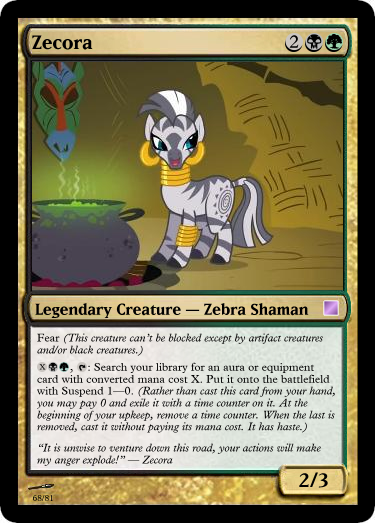 Zecora 2
Legendary Creature — Zebra Shaman
Fear (This creature can't be blocked except by artifact creatures
and/or black creatures.)
X, : Search your library for an aura or equipment
card with converted mana cost X. Put it onto the battlefield
with Suspend 1—0. (Rather than cast this card from your hand,
you may pay 0 and exile it with a time counter on it. At the
beginning of your upkeep, remove a time counter. When the last is
removed, cast it without paying its mana cost. It has haste.)
"It is unwise to venture down this road, your actions will make
my anger explode!" — Zecora
2/3
68/81